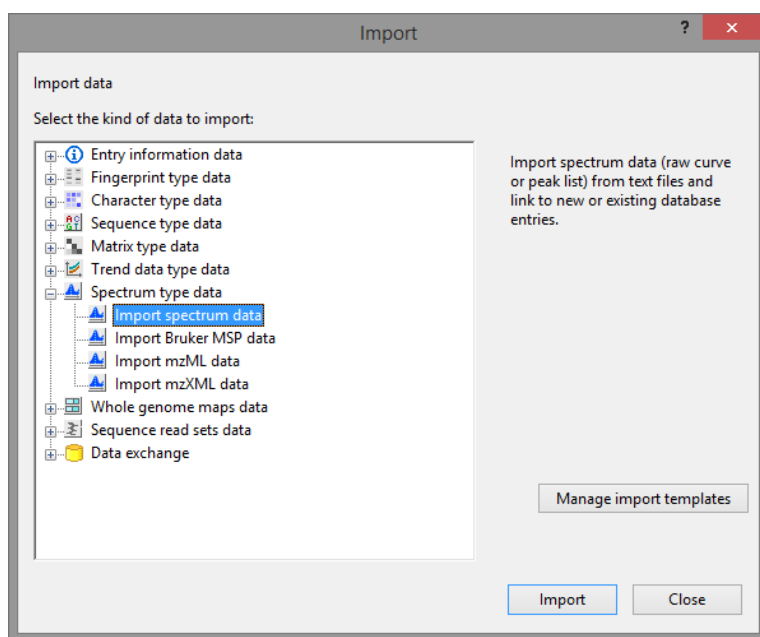 Import
?
Import data
Select the kind of data to import:
Entry information data
Fingerprint type data
Character type data
Sequence type data
Matrix type data
Trend data type data
Spectrum type data
Import spectrum data
Import Bruker MSP data
Import mzML data
Import mzXML data
Whole genome maps data
Sequence read sets data
Data exchange
Import spectrum data (raw curve
or peak list) from text files and
link to new or existing database
entries.
Manage import templates
Import
Close